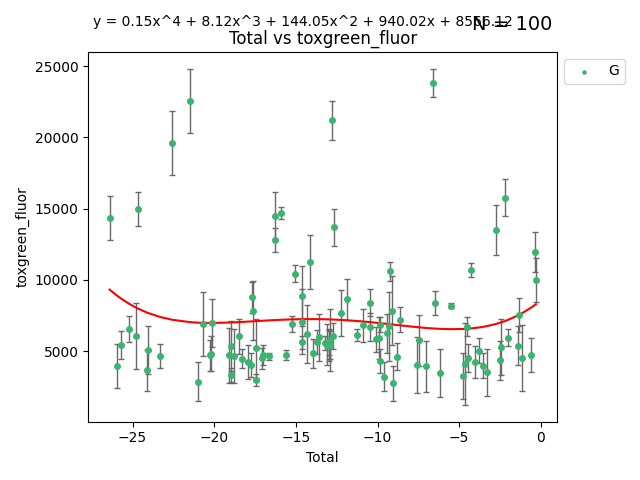 y = 0.15x^4 + 8.12x^3 + 144.05x^2 + 940.02x + 8566.12
N = 100
Total vs toxgreen_fluor
G
25000
20000
15000
10000
5000
toxgreen_fluor
−25 −20 −15 −10 −5 0
Total